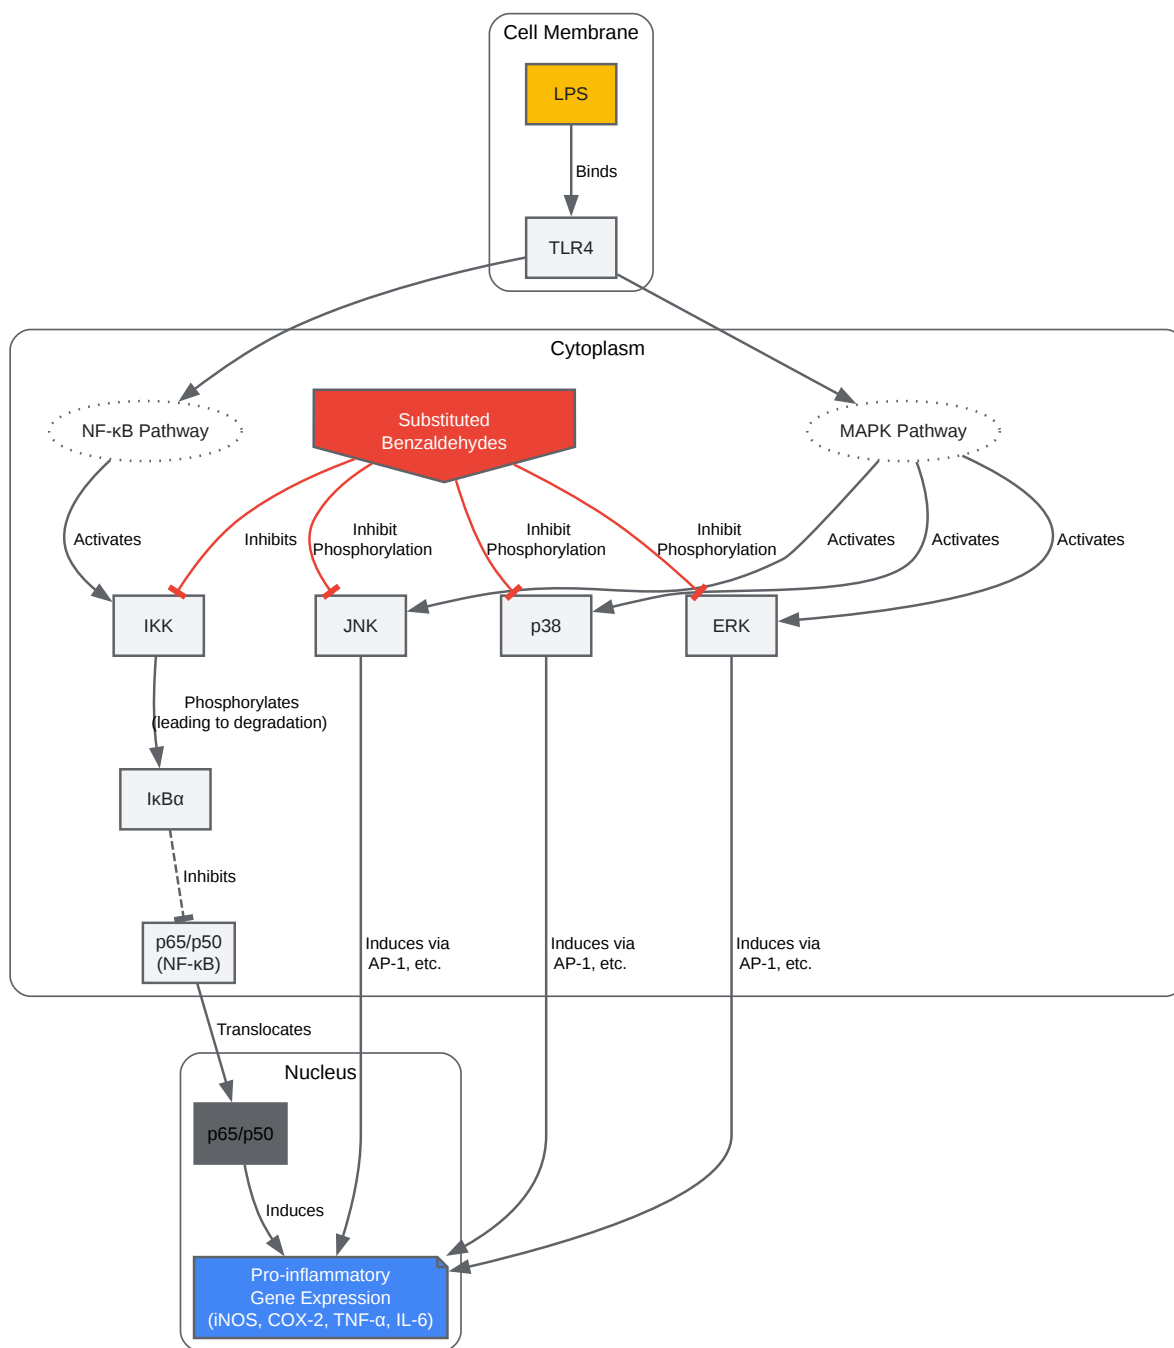 Cell Membrane
LPS
Binds
TLR4
Cytoplasm
NF-κB Pathway
Substituted
Benzaldehydes
MAPK Pathway
Activates
Inhibits
Inhibit
Phosphorylation
Inhibit
Phosphorylation
Inhibit
Phosphorylation
Activates
Activates
Activates
IKK
JNK
p38
ERK
Phosphorylates
(leading to degradation)
IκBα
Inhibits
p65/p50
(NF-κB)
Induces via
AP-1, etc.
Induces via
AP-1, etc.
Induces via
AP-1, etc.
Translocates
Nucleus
p65/p50
Induces
Pro-inflammatory
Gene Expression
(iNOS, COX-2, TNF-α, IL-6)